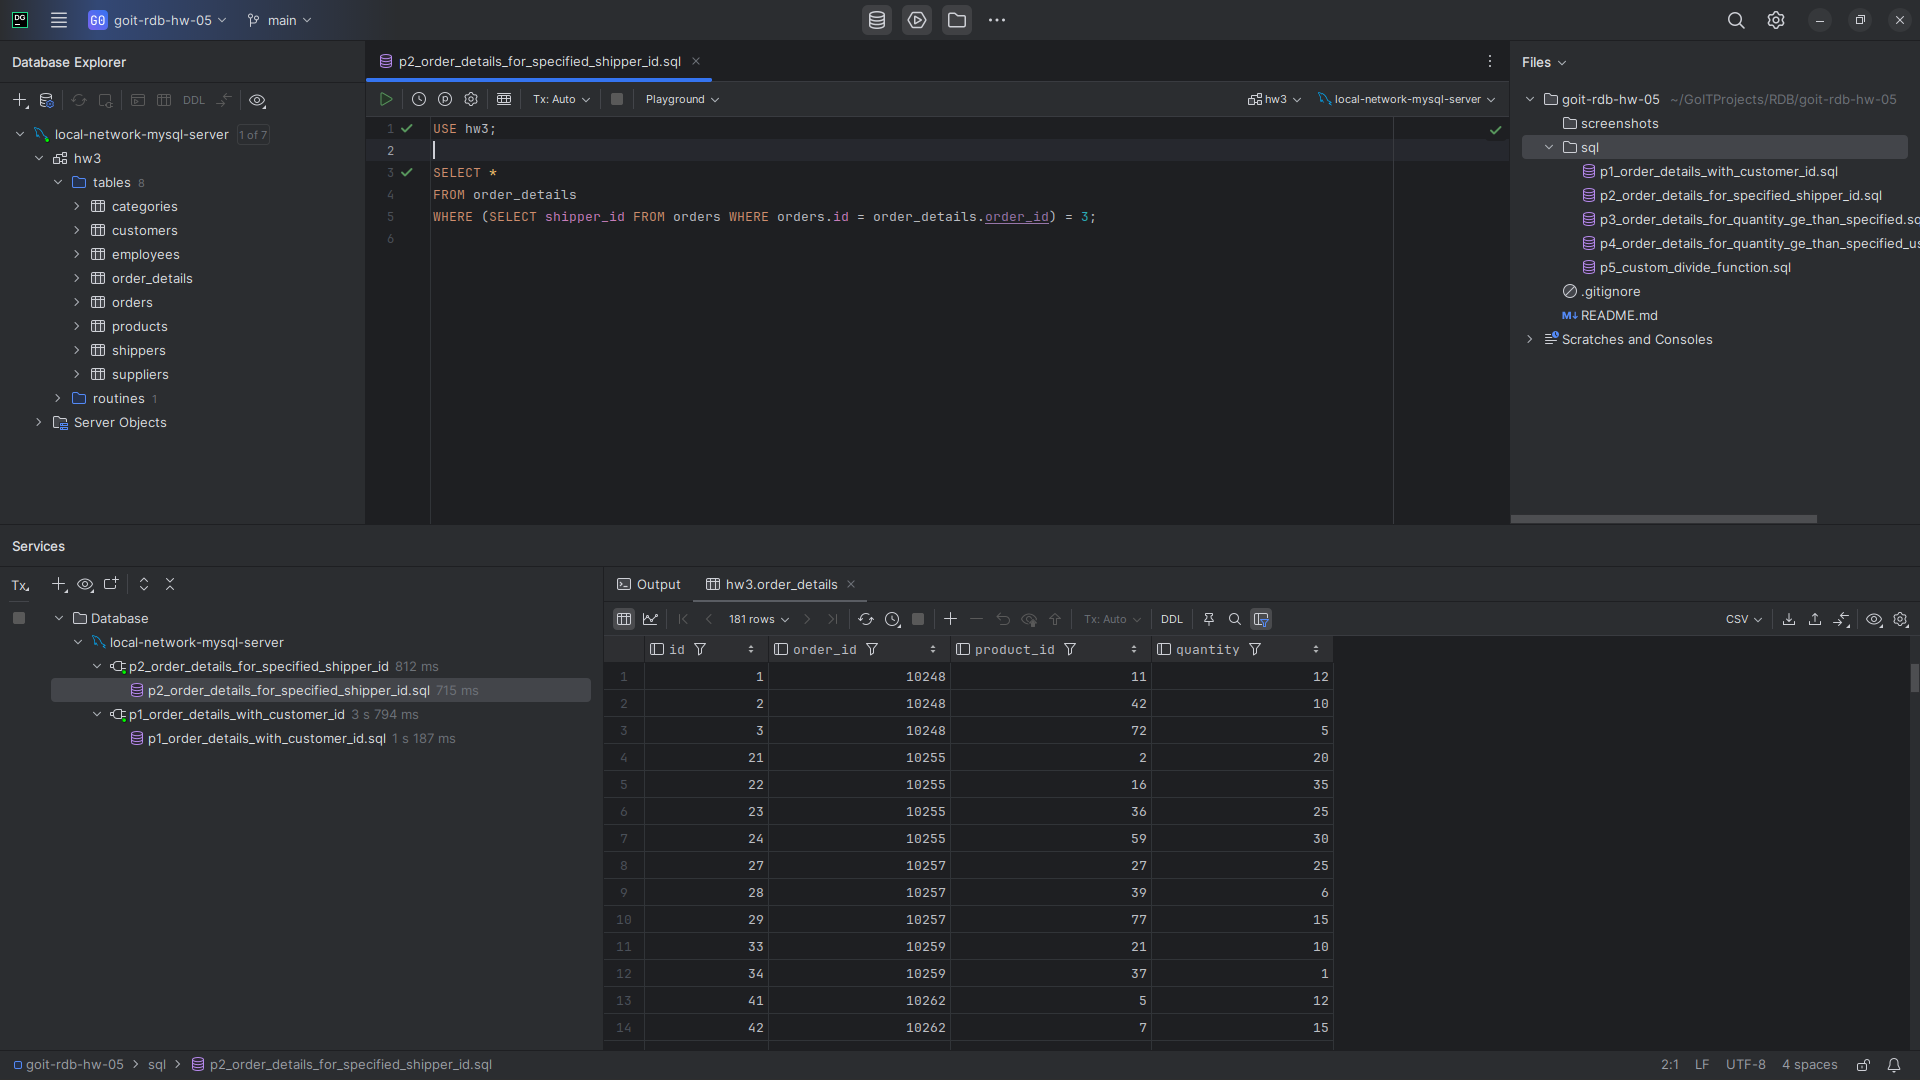 DG GO goit-rdb-hw-05 main
Database Explorer
DDL
local-network-mysql-server 1 of 7
hw3
tables 8
categories
customers
employees
order_details
orders
products
shippers
suppliers
routines 1
Server Objects
p2_order_details_for_specified_shipper_id.sql
Tx: Auto Playground hw3 local-network-mysql-server
1 USE hw3;
2
3 SELECT *
4 FROM order_details
5 WHERE (SELECT shipper_id FROM orders WHERE orders.id = order_details.order_id) = 3;
6
Files
goit-rdb-hw-05 ~/GoITProjects/RDB/goit-rdb-hw-05
screenshots
sql
p1_order_details_with_customer_id.sql
p2_order_details_for_specified_shipper_id.sql
p3_order_details_for_quantity_ge_than_specified.sq
p4_order_details_for_quantity_ge_than_specified_us
p5_custom_divide_function.sql
.gitignore
M↓ README.md
Scratches and Consoles
Services
Tx
Database
local-network-mysql-server
p2_order_details_for_specified_shipper_id 812 ms
p2_order_details_for_specified_shipper_id.sql 715 ms
p1_order_details_with_customer_id 3 s 794 ms
p1_order_details_with_customer_id.sql 1 s 187 ms
Output hw3.order_details
181 rows Tx: Auto DDL CSV
id order_id product_id quantity
1 1 10248 11 12
2 2 10248 42 10
3 3 10248 72 5
4 21 10255 2 20
5 22 10255 16 35
6 23 10255 36 25
7 24 10255 59 30
8 27 10257 27 25
9 28 10257 39 6
10 29 10257 77 15
11 33 10259 21 10
12 34 10259 37 1
13 41 10262 5 12
14 42 10262 7 15
goit-rdb-hw-05 > sql > p2_order_details_for_specified_shipper_id.sql
2:1 LF UTF-8 4 spaces